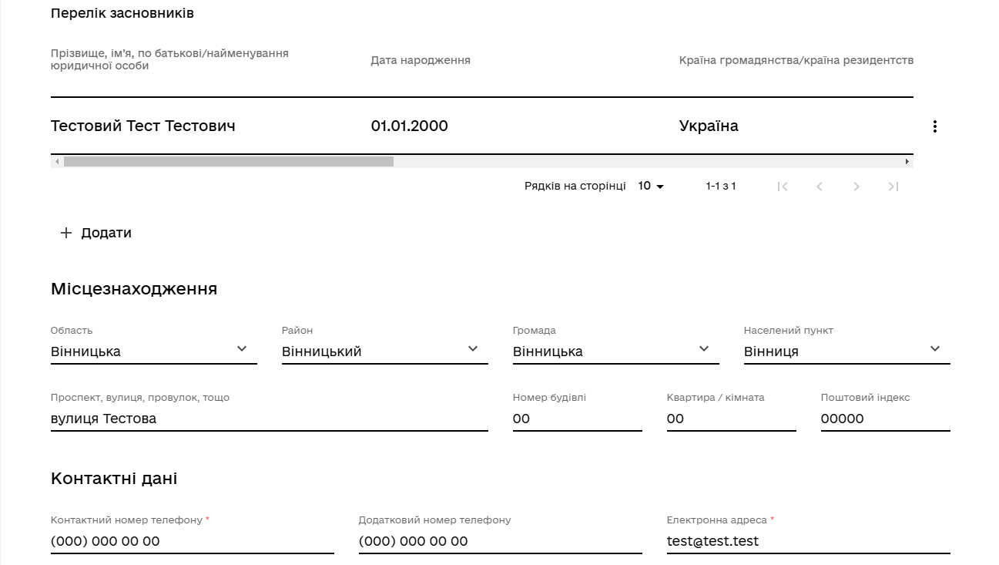 Перелік засновників
Прізвище, ім’я, по батькові/найменування
юридичної особи
Дата народження
Країна громадянства/країна резидентств
Тестовий Тест Тестович
01.01.2000
Україна
Рядків на сторінці 10 1-1 з 1
Додати
Місцезнаходження
Область
Район
Громада
Населений пункт
Вінницька
Вінницький
Вінницька
Вінниця
Проспект, вулиця, провулок, тощо
Номер будівлі
Квартира / кімната
Поштовий індекс
вулиця Тестова
00
00
00000
Контактні дані
Контактний номер телефону *
Додатковий номер телефону
Електронна адреса *
(000) 000 00 00
(000) 000 00 00
test@test.test